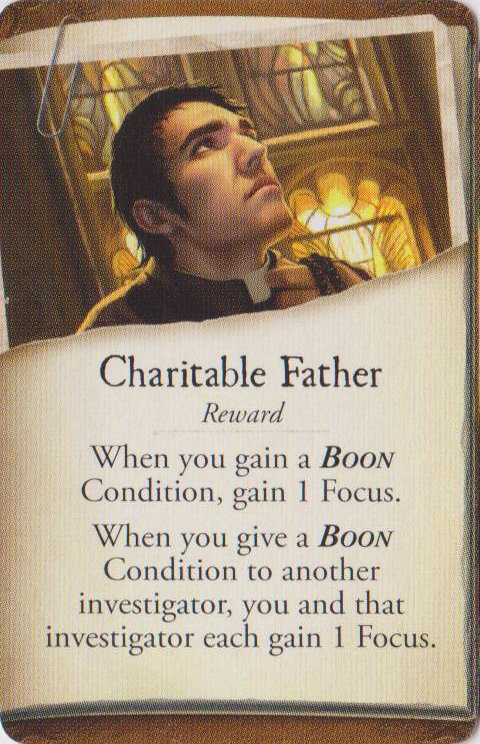 Charitable Father
Reward
When you gain a BOON
Condition, gain 1 Focus.
When you give a BOON
Condition to another
investigator, you and that
investigator each gain 1 Focus.